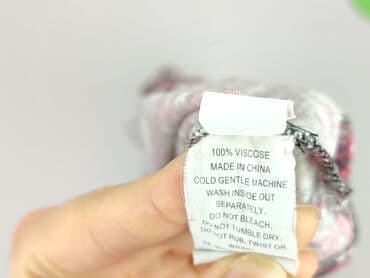 100% VISCOSE
MADE IN CHINA
COLD GENTLE MACHINE
WASH INSIDE OUT
SEPARATELY.
DO NOT BLEACH.
DO NOT TUMBLE DRY.
DO NOT RUB, TWIST OR